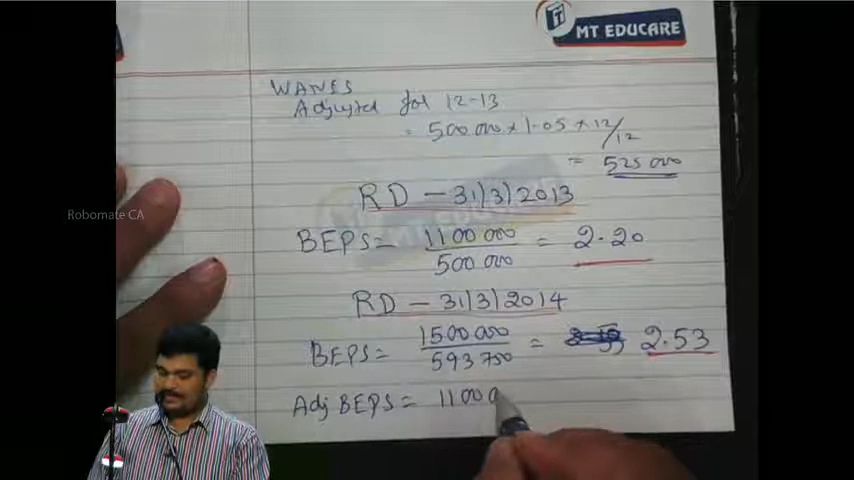 MT EDUCARE
WANES
Adjusted for 12-13
= 500 000 × 1.05 × 12/12
= 525 000
RD - 31/3/2013
BEPS = 1100 000 / 500 000 = 2.20
RD - 31/3/2014
BEPS = 1500 000 / 593 750 = 2.53
Adj BEPS = 11000
Robomate CA